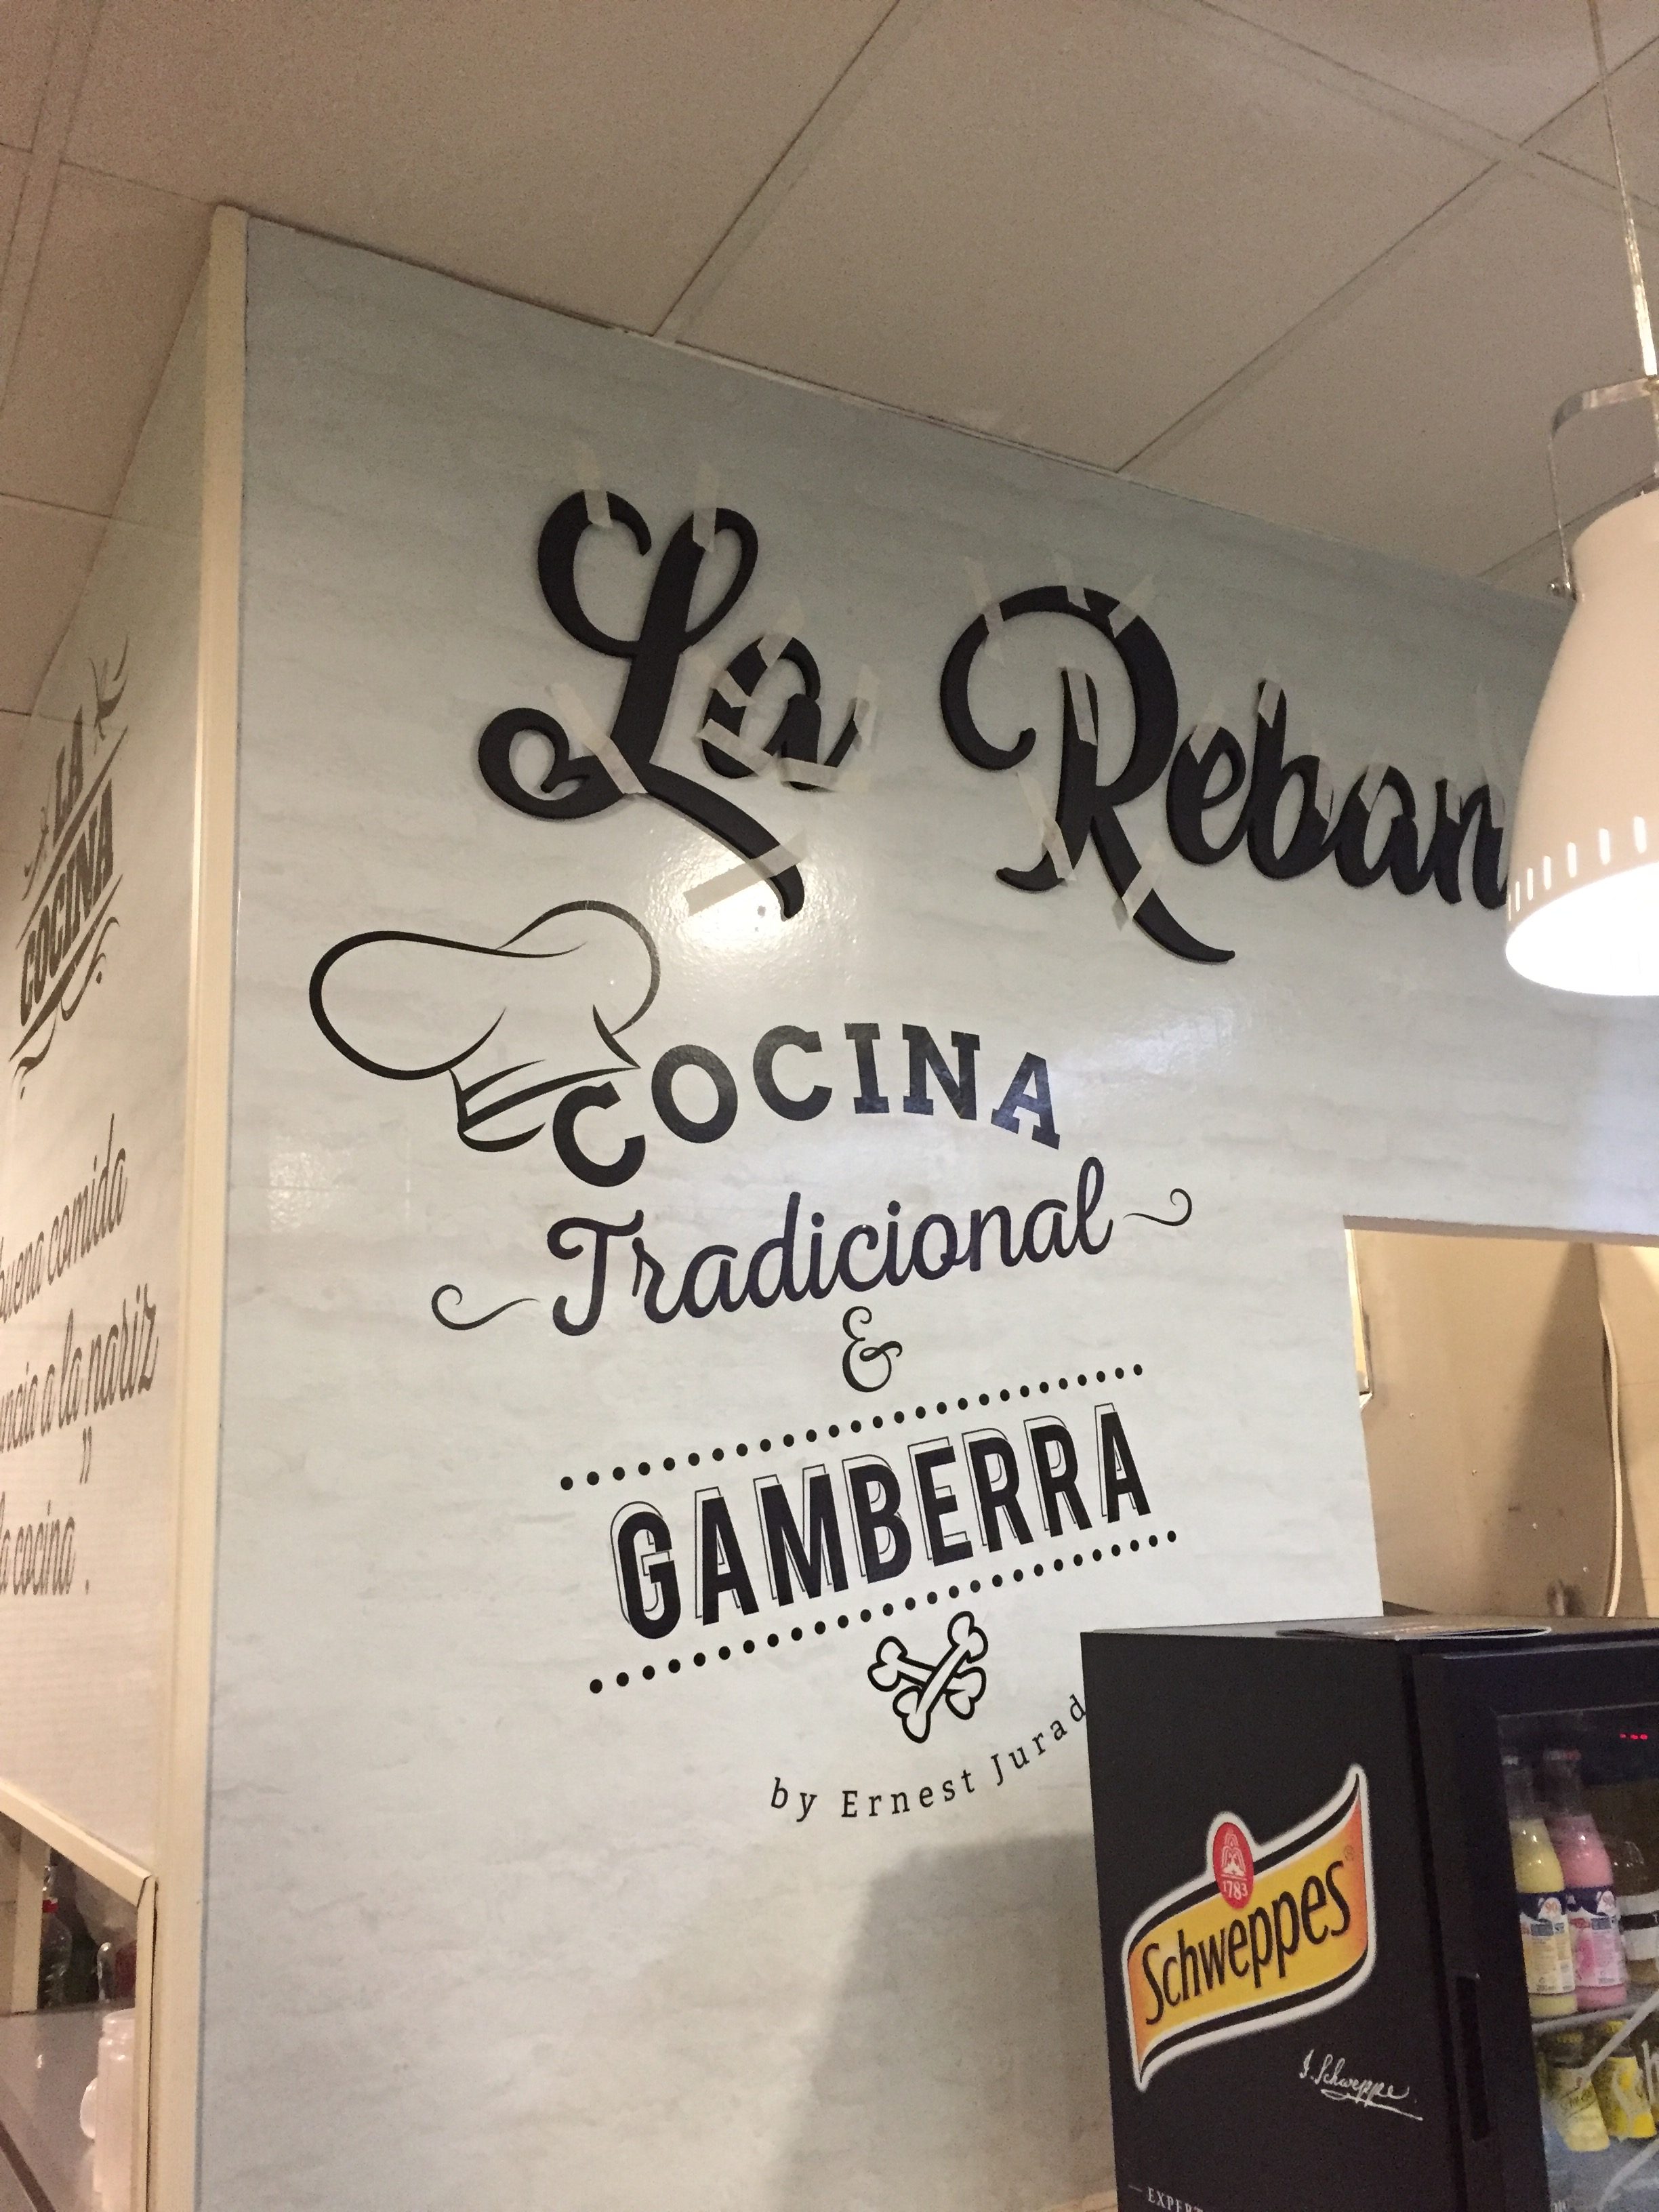 La Reban
COCINA
Tradicional
&
GAMBERRA
by Ernest Jurad
LA
COCINA
buena comida
ncia a la nariz
"
la cocina .
1783
Schweppes
J. Schweppe
EXPERT